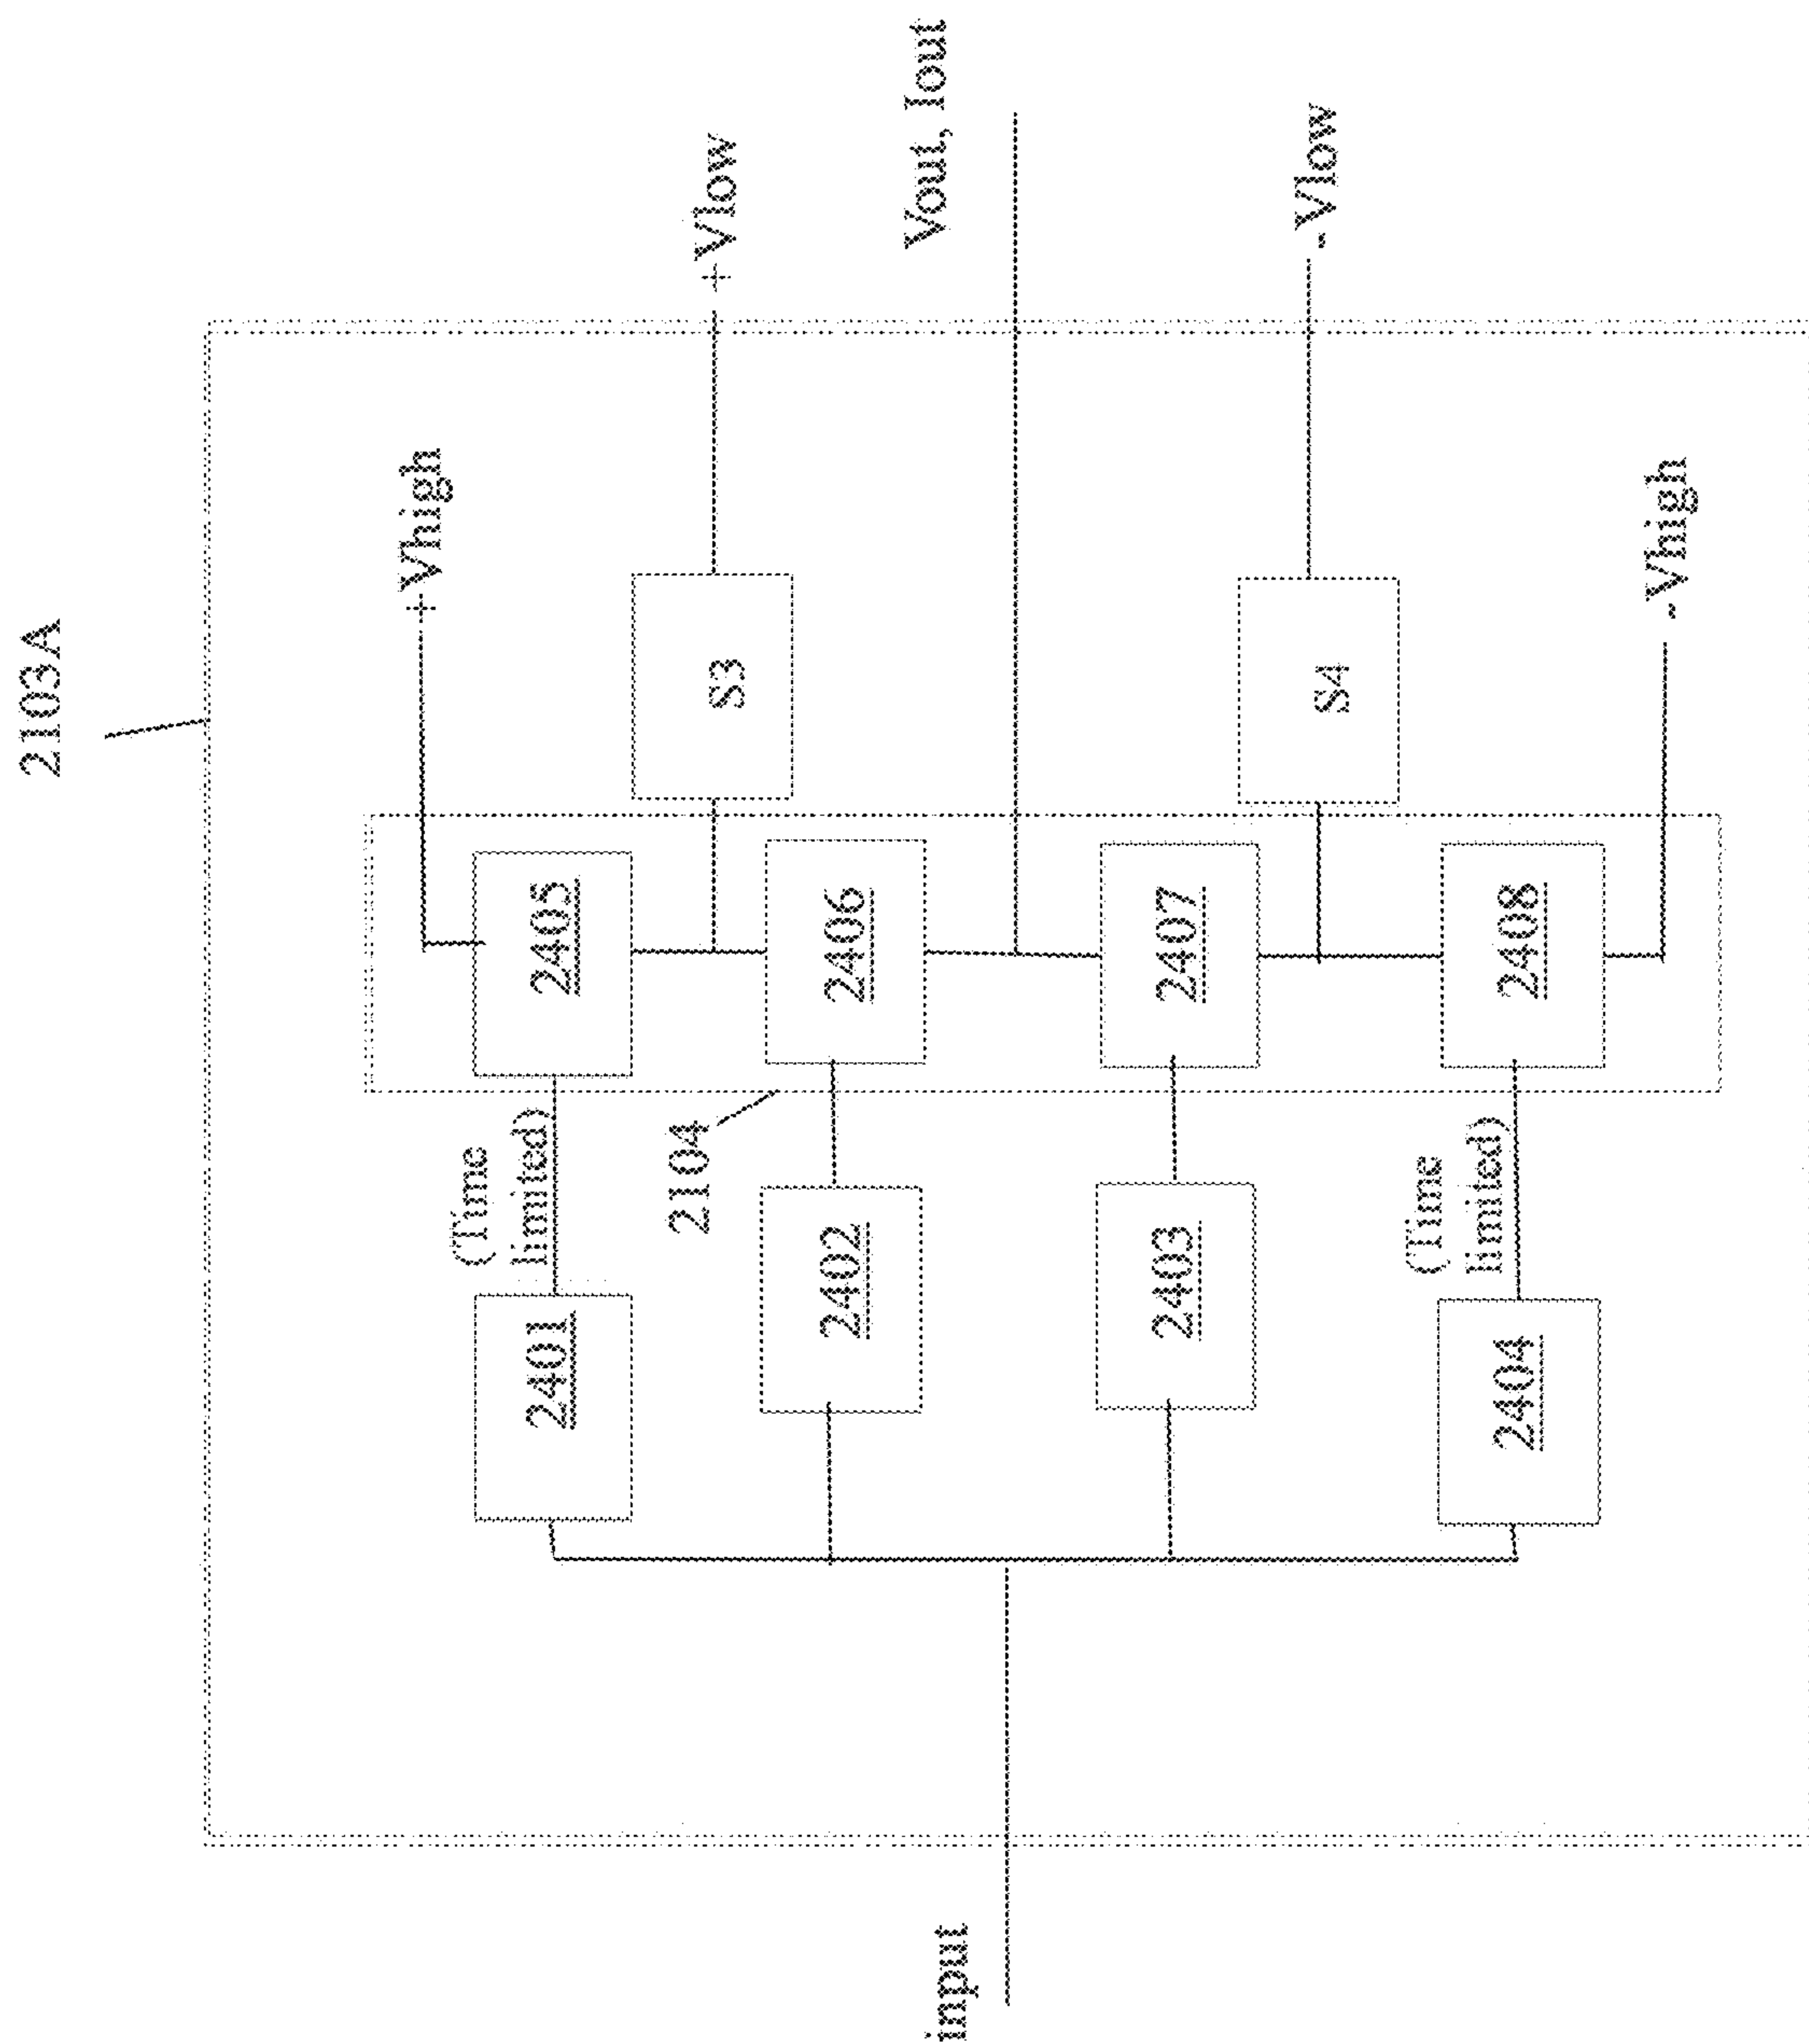 2103A
+Vhigh
+Vlow
Vout, Iout
-Vlow
-Vhigh
S3
S4
2405
2406
2407
2408
2104
(Time
limited)
(Time
limited)
2401
2402
2403
2404
input